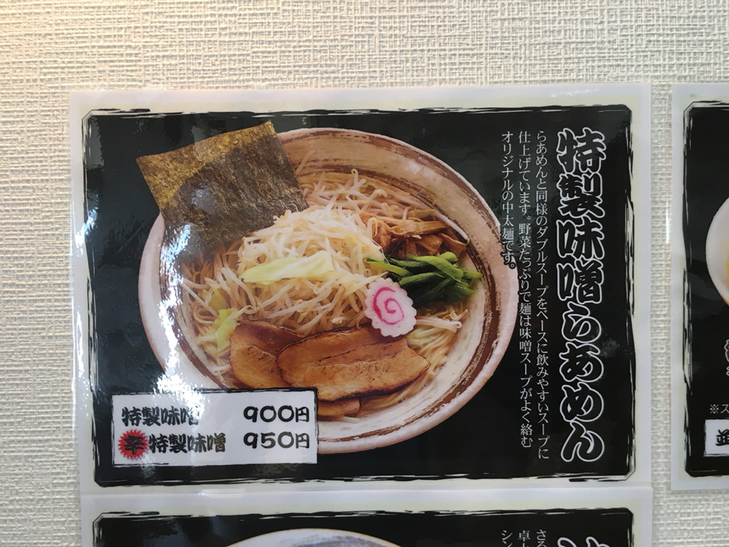 特製味噌らあめん
らあめんと同様のダブルスープをベースに飲みやすいスープに
仕上げています。野菜たっぷりで麺は味噌スープがよく絡む
オリジナルの中太麺です。
特製味噌 900円
辛特製味噌 950円